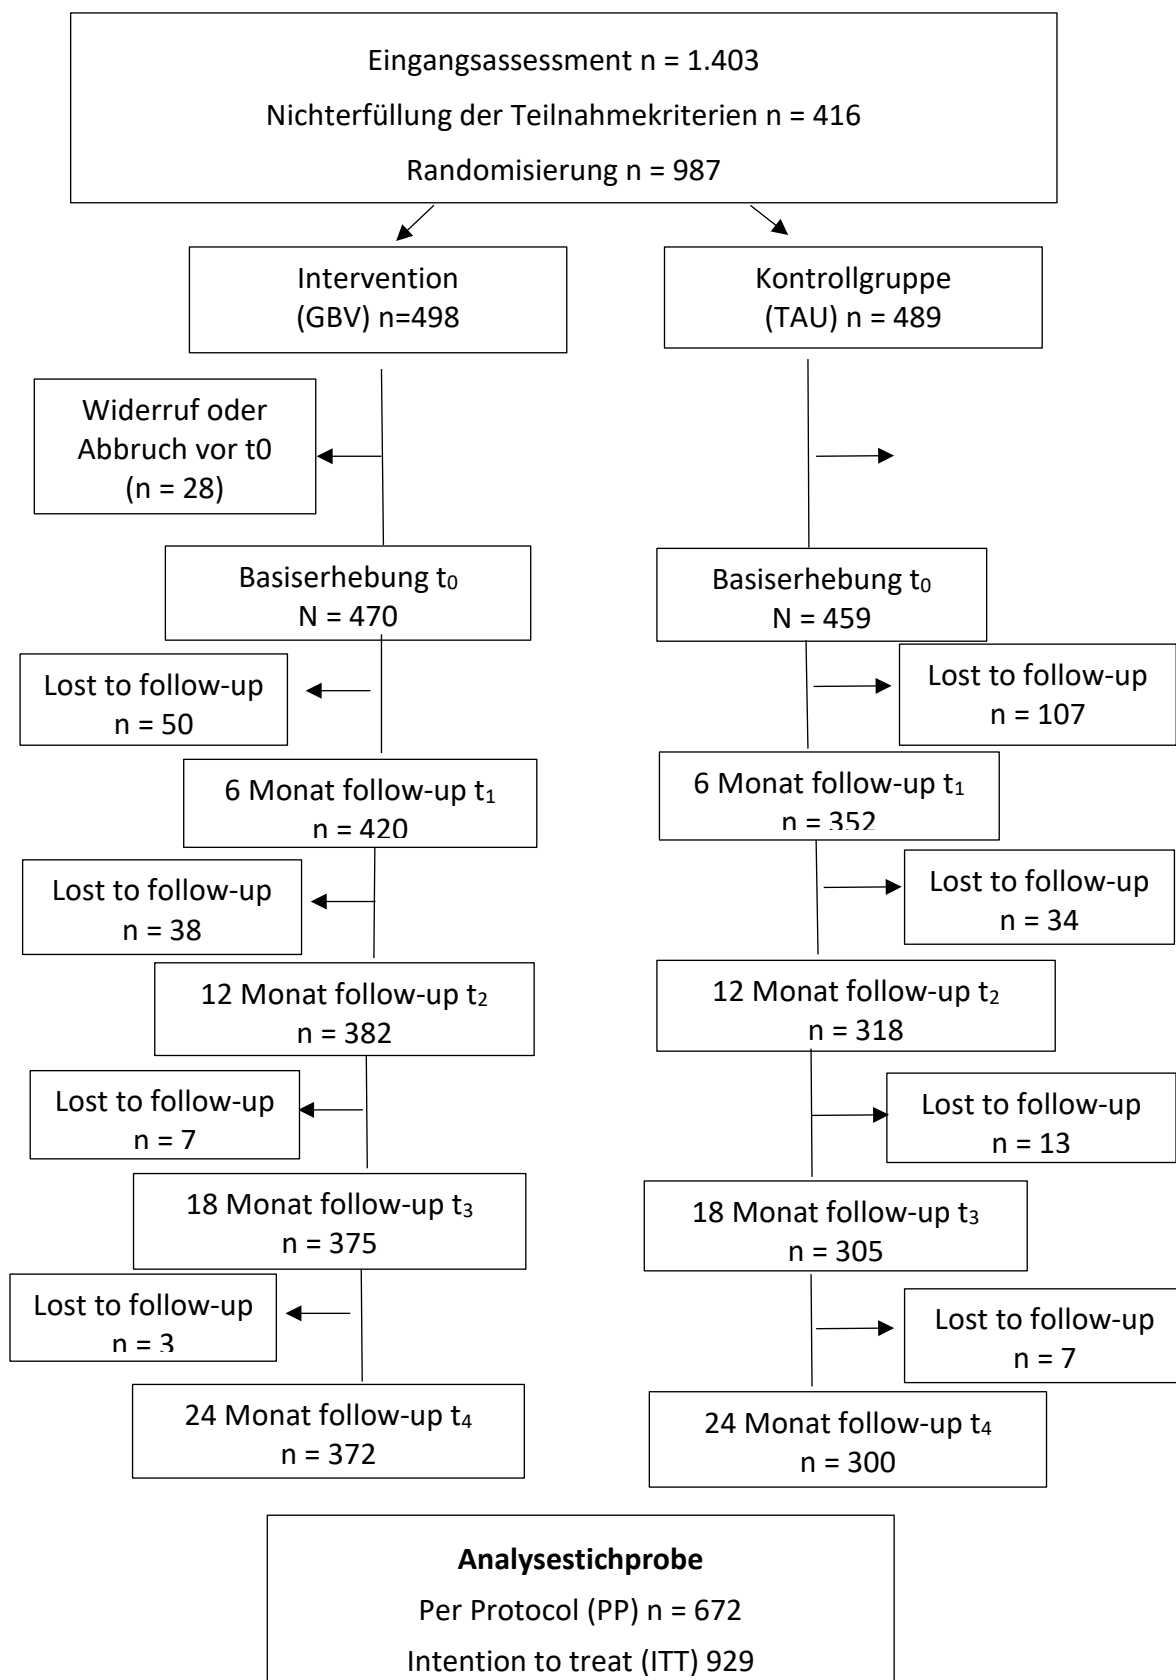 Eingangsassessment n = 1.403
Nichterfüllung der Teilnahmekriterien n = 416
Randomisierung n = 987
Intervention
(GBV) n=498
Kontrollgruppe
(TAU) n = 489
Widerruf oder
Abbruch vor t0
(n = 28)
Basiserhebung t₀
N = 470
Basiserhebung t₀
N = 459
Lost to follow-up
n = 50
Lost to follow-up
n = 107
6 Monat follow-up t₁
n = 420
6 Monat follow-up t₁
n = 352
Lost to follow-up
n = 38
Lost to follow-up
n = 34
12 Monat follow-up t₂
n = 382
12 Monat follow-up t₂
n = 318
Lost to follow-up
n = 7
Lost to follow-up
n = 13
18 Monat follow-up t₃
n = 375
18 Monat follow-up t₃
n = 305
Lost to follow-up
n = 3
Lost to follow-up
n = 7
24 Monat follow-up t₄
n = 372
24 Monat follow-up t₄
n = 300
Analysestichprobe
Per Protocol (PP) n = 672
Intention to treat (ITT) 929